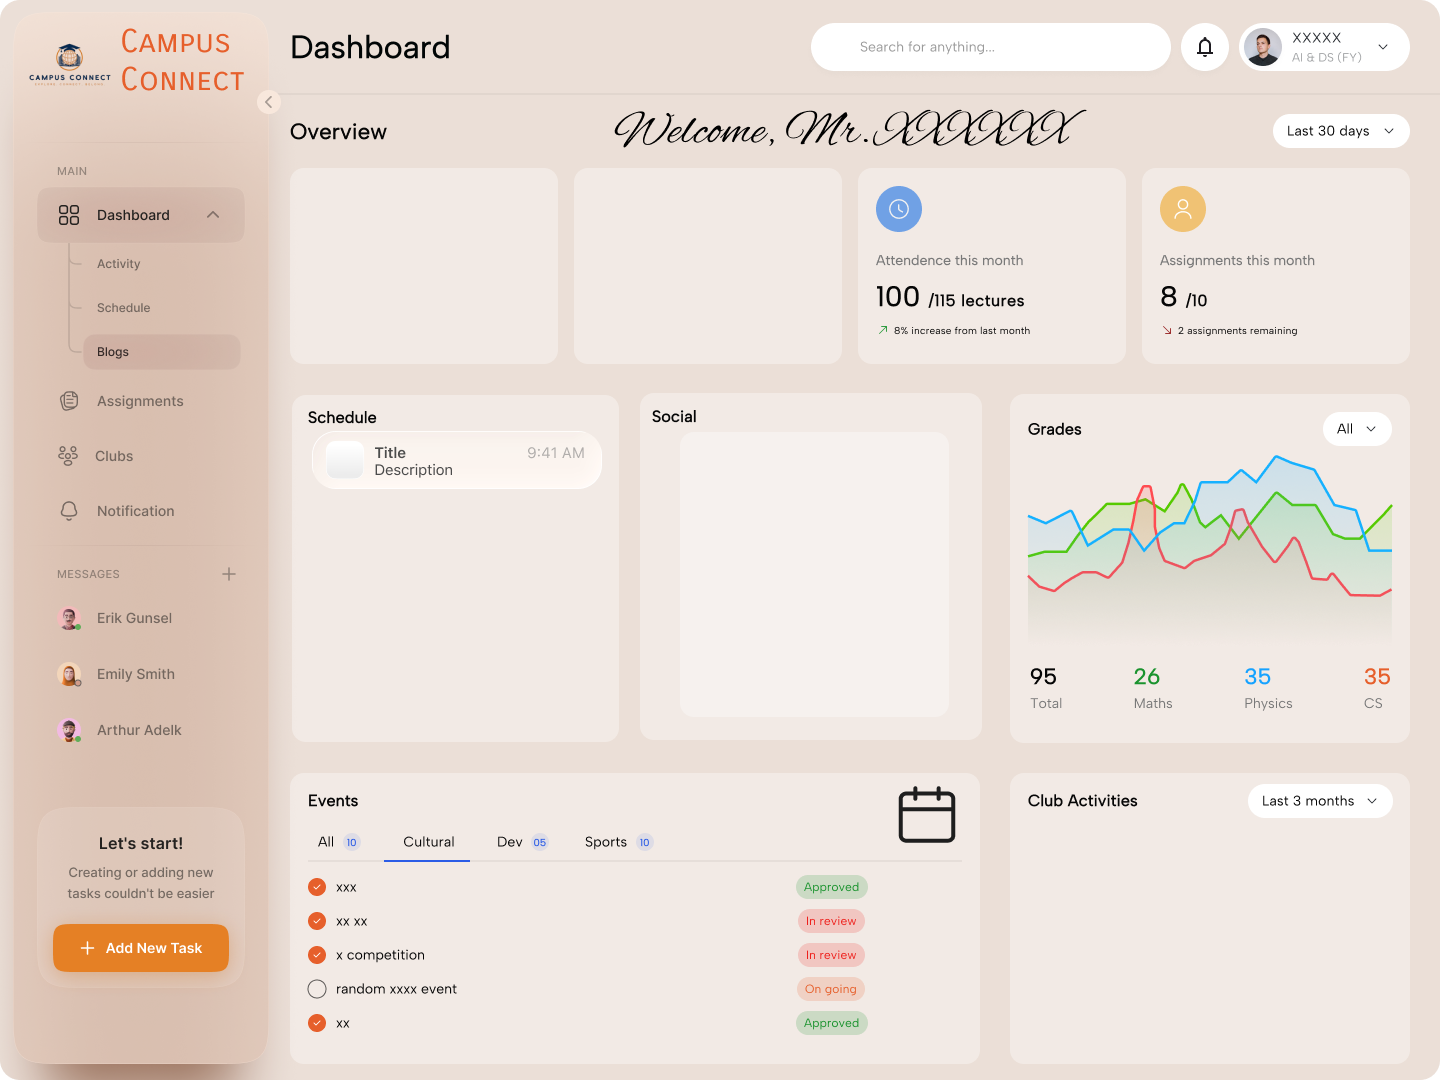 CAMPUS CONNECT
CAMPUS
CONNECT
MAIN
Dashboard
Activity
Schedule
Blogs
Assignments
Clubs
Notification
MESSAGES
Erik Gunsel
Emily Smith
Arthur Adelk
Let's start!
Creating or adding new
tasks couldn't be easier
Add New Task
Dashboard
Search for anything...
XXXXX
AI & DS (FY)
Overview
Welcome, Mr.XXXXXX
Last 30 days
Attendence this month
100 /115 lectures
8% increase from last month
Assignments this month
8 /10
2 assignments remaining
Schedule
Title
9:41 AM
Description
Social
Grades
All
95
Total
26
Maths
35
Physics
35
CS
Events
All 10
Cultural
Dev 05
Sports 10
xxx Approved
xx xx In review
x competition In review
random xxxx event On going
xx Approved
Club Activities
Last 3 months